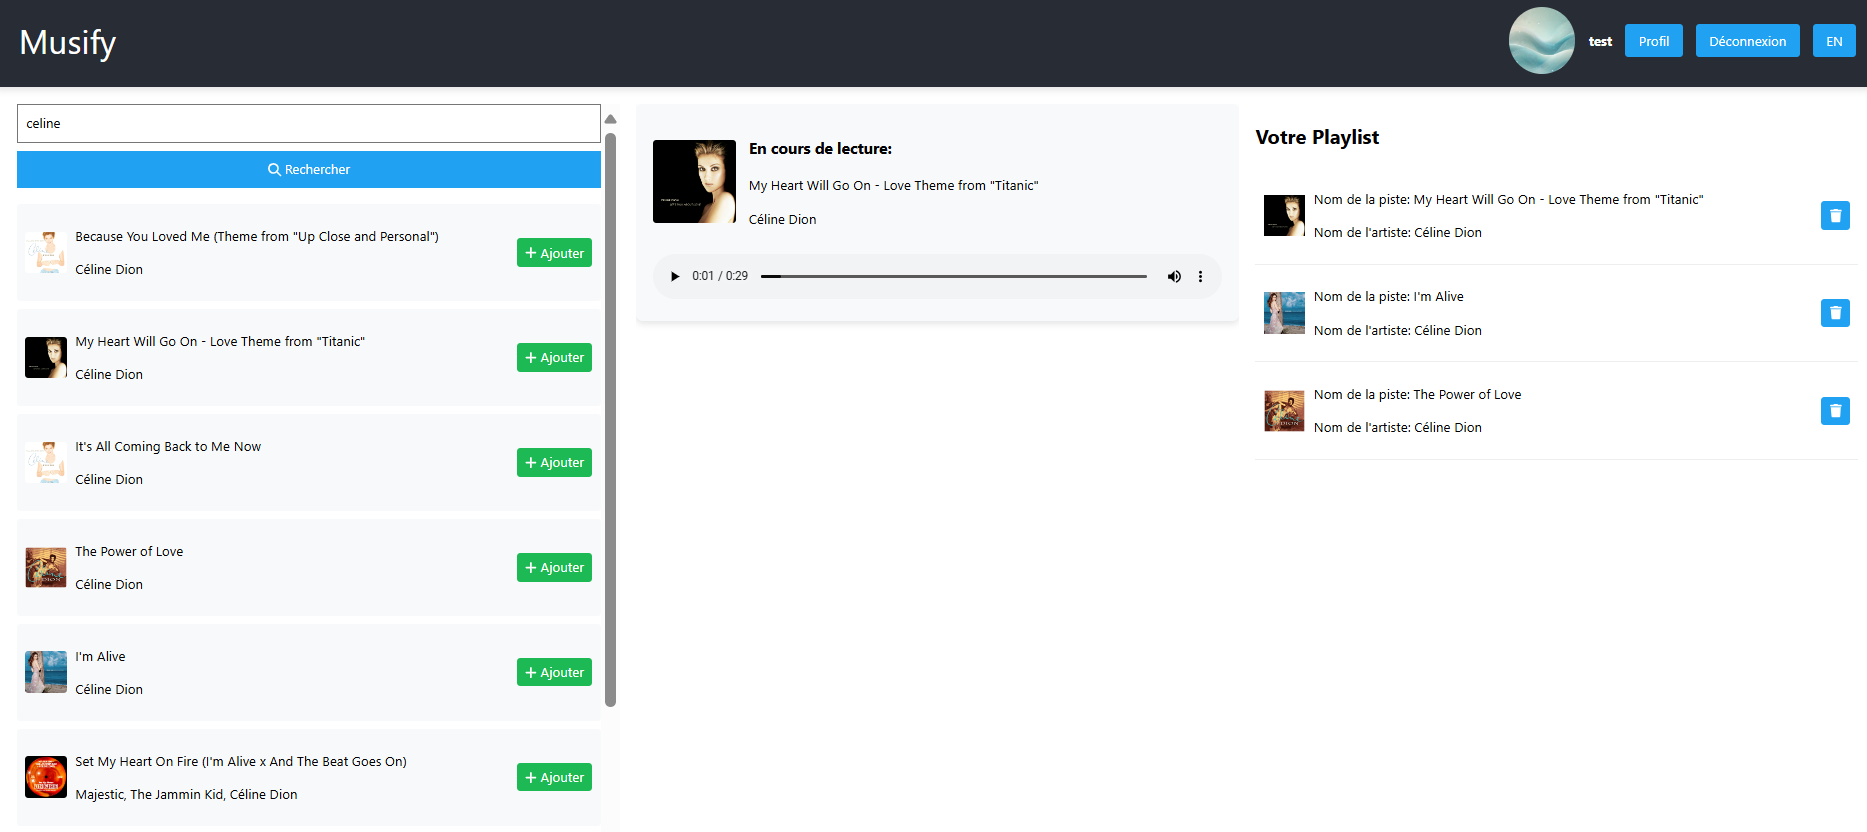 Musify
test
Profil
Déconnexion
EN
celine
Rechercher
Because You Loved Me (Theme from "Up Close and Personal")
Céline Dion
Ajouter
My Heart Will Go On - Love Theme from "Titanic"
Céline Dion
Ajouter
It's All Coming Back to Me Now
Céline Dion
Ajouter
The Power of Love
Céline Dion
Ajouter
I'm Alive
Céline Dion
Ajouter
Set My Heart On Fire (I'm Alive x And The Beat Goes On)
Majestic, The Jammin Kid, Céline Dion
Ajouter
En cours de lecture:
My Heart Will Go On - Love Theme from "Titanic"
Céline Dion
0:01 / 0:29
Votre Playlist
Nom de la piste: My Heart Will Go On - Love Theme from "Titanic"
Nom de l'artiste: Céline Dion
Nom de la piste: I'm Alive
Nom de l'artiste: Céline Dion
Nom de la piste: The Power of Love
Nom de l'artiste: Céline Dion